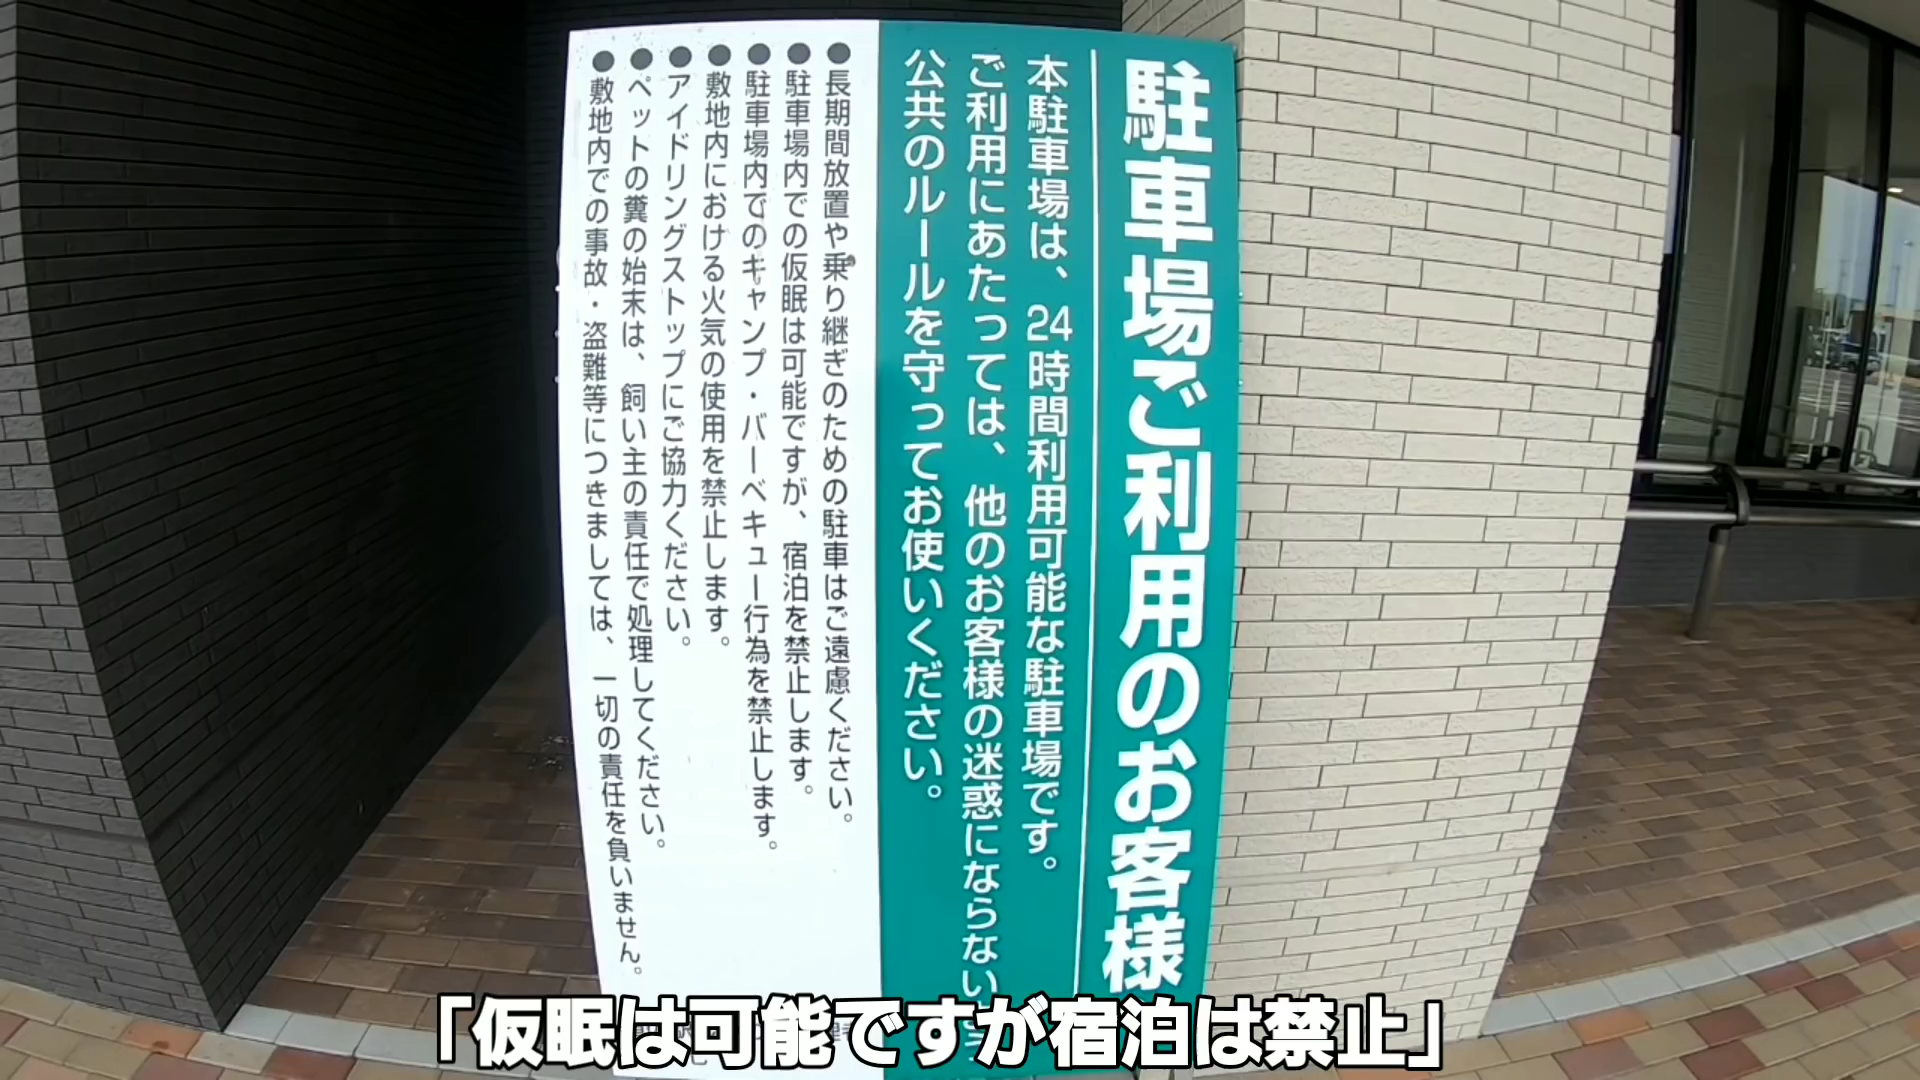 駐車場ご利用のお客様
本駐車場は、24時間利用可能な駐車場です。
ご利用にあたっては、他のお客様の迷惑にならない
公共のルールを守ってお使いください。
●長期間放置や乗り継ぎのための駐車はご遠慮ください。
●駐車場内での仮眠は可能ですが、宿泊を禁止します。
●駐車場内でのキャンプ・バーベキュー行為を禁止します。
●敷地内における火気の使用を禁止します。
●アイドリングストップにご協力ください。
●ペットの糞の始末は、飼い主の責任で処理してください。
●敷地内での事故・盗難等につきましては、一切の責任を負いません。
「仮眠は可能ですが宿泊は禁止」